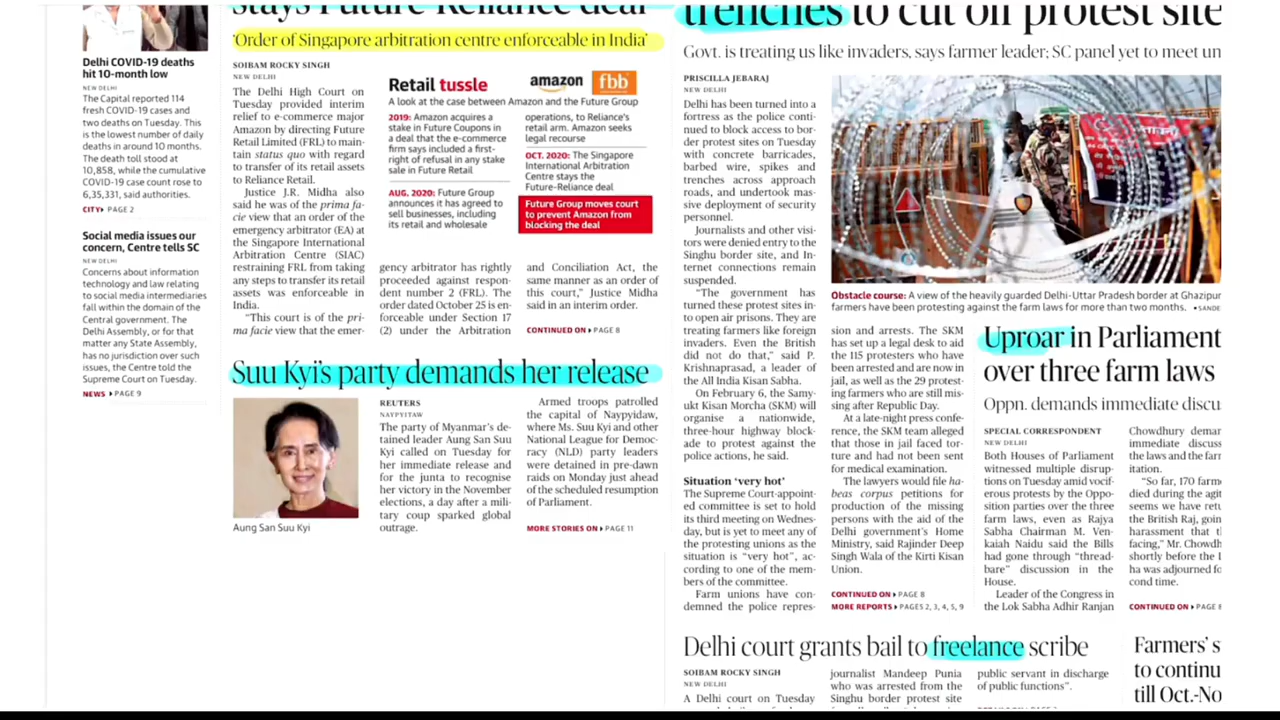 stays Future-Reliance deal
‘Order of Singapore arbitration centre enforceable in India’
Delhi COVID-19 deaths
hit 10-month low
NEW DELHI
The Capital reported 114
fresh COVID-19 cases and
two deaths on Tuesday. This
is the lowest number of daily
deaths in around 10 months.
The death toll stood at
10,858, while the cumulative
COVID-19 case count rose to
6,35,331, said authorities.
CITY▸ PAGE 2
Social media issues our
concern, Centre tells SC
NEW DELHI
Concerns about information
technology and law relating
to social media intermediaries
fall within the domain of the
Central government. The
Delhi Assembly, or for that
matter any State Assembly,
has no jurisdiction over such
issues, the Centre told the
Supreme Court on Tuesday.
NEWS ▸ PAGE 9
SOIBAM ROCKY SINGH
NEW DELHI
The Delhi High Court on
Tuesday provided interim
relief to e-commerce major
Amazon by directing Future
Retail Limited (FRL) to main-
tain status quo with regard
to transfer of its retail assets
to Reliance Retail.
Justice J.R. Midha also
said he was of the prima fa-
cie view that an order of the
emergency arbitrator (EA) at
the Singapore International
Arbitration Centre (SIAC)
restraining FRL from taking
any steps to transfer its retail
assets was enforceable in
India.
“This court is of the pri-
ma facie view that the emer-
Retail tussle
amazon
fbb
A look at the case between Amazon and the Future Group
2019: Amazon acquires a
stake in Future Coupons in
a deal that the e-commerce
firm says included a first-
right of refusal in any stake
sale in Future Retail
AUG. 2020: Future Group
announces it has agreed to
sell businesses, including
its retail and wholesale
operations, to Reliance's
retail arm. Amazon seeks
legal recourse
OCT. 2020: The Singapore
International Arbitration
Centre stays the
Future-Reliance deal
Future Group moves court
to prevent Amazon from
blocking the deal
gency arbitrator has rightly
proceeded against respon-
dent number 2 (FRL). The
order dated October 25 is en-
forceable under Section 17
(2) under the Arbitration
and Conciliation Act, the
same manner as an order of
this court,” Justice Midha
said in an interim order.
CONTINUED ON ▸ PAGE 8
Suu Kyi’s party demands her release
Aung San Suu Kyi
REUTERS
NAYPYITAW
The party of Myanmar's de-
tained leader Aung San Suu
Kyi called on Tuesday for
her immediate release and
for the junta to recognise
her victory in the November
elections, a day after a mili-
tary coup sparked global
outrage.
Armed troops patrolled
the capital of Naypyidaw,
where Ms. Suu Kyi and other
National League for Democ-
racy (NLD) party leaders
were detained in pre-dawn
raids on Monday just ahead
of the scheduled resumption
of Parliament.
MORE STORIES ON ▸ PAGE 11
trenches to cut off protest site
Govt. is treating us like invaders, says farmer leader; SC panel yet to meet un
PRISCILLA JEBARAJ
NEW DELHI
Delhi has been turned into a
fortress as the police conti-
nued to block access to bor-
der protest sites on Tuesday
with concrete barricades,
barbed wire, spikes and
trenches across approach
roads, and undertook mas-
sive deployment of security
personnel.
Journalists and other visi-
tors were denied entry to the
Singhu border site, and In-
ternet connections remain
suspended.
“The government has
turned these protest sites in-
to open air prisons. They are
treating farmers like foreign
invaders. Even the British
did not do that,” said P.
Krishnaprasad, a leader of
the All India Kisan Sabha.
On February 6, the Samy-
ukt Kisan Morcha (SKM) will
organise a nationwide,
three-hour highway block-
ade to protest against the
police actions, he said.
Situation ‘very hot’
The Supreme Court-appoint-
ed committee is set to hold
its third meeting on Wednes-
day, but is yet to meet any of
the protesting unions as the
situation is “very hot”, ac-
cording to one of the mem-
bers of the committee.
Farm unions have con-
demned the police repres-
Obstacle course: A view of the heavily guarded Delhi-Uttar Pradesh border at Ghazipur
farmers have been protesting against the farm laws for more than two months. • SANDE
sion and arrests. The SKM
has set up a legal desk to aid
the 115 protesters who have
been arrested and are now in
jail, as well as the 29 protest-
ing farmers who are still mis-
sing after Republic Day.
At a late-night press confe-
rence, the SKM team alleged
that those in jail faced tor-
ture and had not been sent
for medical examination.
The lawyers would file ha-
beas corpus petitions for
production of the missing
persons with the aid of the
Delhi government's Home
Ministry, said Rajinder Deep
Singh Wala of the Kirti Kisan
Union.
CONTINUED ON ▸ PAGE 8
MORE REPORTS ▸ PAGES 2, 3, 4, 5, 9
Uproar in Parliament
over three farm laws
Oppn. demands immediate discu
SPECIAL CORRESPONDENT
NEW DELHI
Both Houses of Parliament
witnessed multiple disrup-
tions on Tuesday amid vocif-
erous protests by the Oppo-
sition parties over the three
farm laws, even as Rajya
Sabha Chairman M. Ven-
kaiah Naidu said the Bills
had gone through “thread-
bare” discussion in the
House.
Leader of the Congress in
the Lok Sabha Adhir Ranjan
Chowdhury demar
immediate discuss
the laws and the farr
itation.
“So far, 170 farme
died during the agit
seems we have retu
the British Raj, goin
harassment that t
facing,” Mr. Chowdh
shortly before the l
ha was adjourned fo
cond time.
CONTINUED ON ▸ PAGE 8
Delhi court grants bail to freelance scribe
SOIBAM ROCKY SINGH
NEW DELHI
A Delhi court on Tuesday
journalist Mandeep Punia
who was arrested from the
Singhu border protest site
public servant in discharge
of public functions”.
Farmers’ s
to continu
till Oct.-No